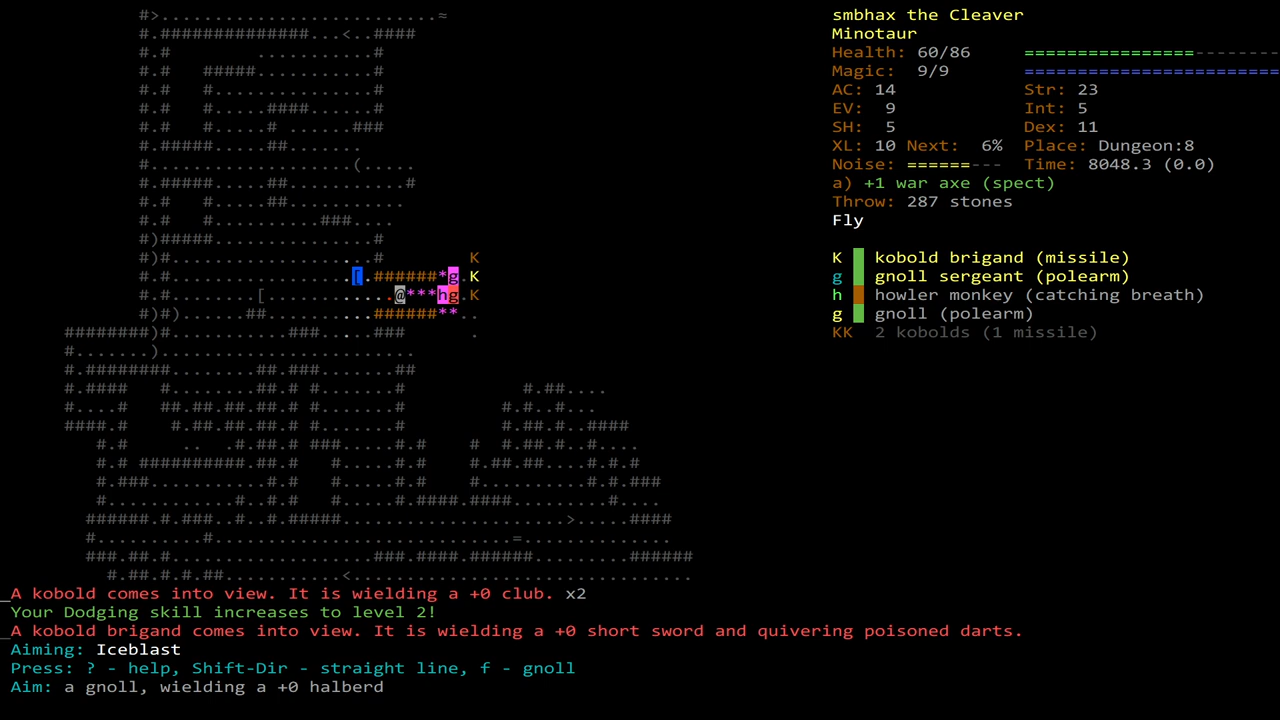 smbhax the Cleaver
Minotaur
Health: 60/86
Magic: 9/9
AC: 14 Str: 23
EV: 9 Int: 5
SH: 5 Dex: 11
XL: 10 Next: 6% Place: Dungeon:8
Noise: ======--- Time: 8048.3 (0.0)
a) +1 war axe (spect)
Throw: 287 stones
Fly
K kobold brigand (missile)
g gnoll sergeant (polearm)
h howler monkey (catching breath)
g gnoll (polearm)
KK 2 kobolds (1 missile)
_A kobold comes into view. It is wielding a +0 club. x2
Your Dodging skill increases to level 2!
_A kobold brigand comes into view. It is wielding a +0 short sword and quivering poisoned darts.
Aiming: Iceblast
Press: ? - help, Shift-Dir - straight line, f - gnoll
Aim: a gnoll, wielding a +0 halberd